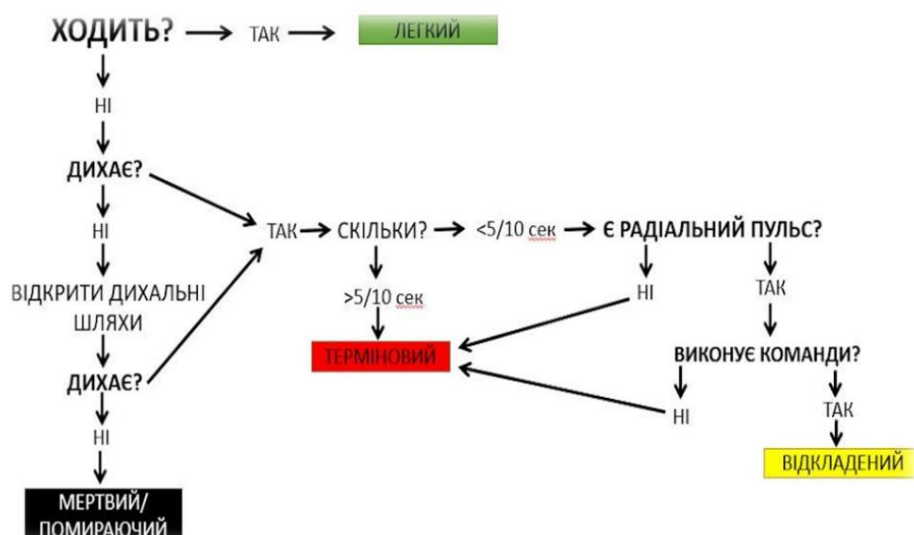 ХОДИТЬ?
ТАК
ЛЕГКИЙ
НІ
ДИХАЄ?
НІ
ТАК
СКІЛЬКИ?
<5/10 сек
Є РАДІАЛЬНИЙ ПУЛЬС?
ВІДКРИТИ ДИХАЛЬНІ
ШЛЯХИ
>5/10 сек
НІ
ТАК
ТЕРМІНОВИЙ
ВИКОНУЄ КОМАНДИ?
ДИХАЄ?
НІ
ТАК
НІ
ВІДКЛАДЕНИЙ
МЕРТВИЙ/
ПОМИРАЮЧИЙ